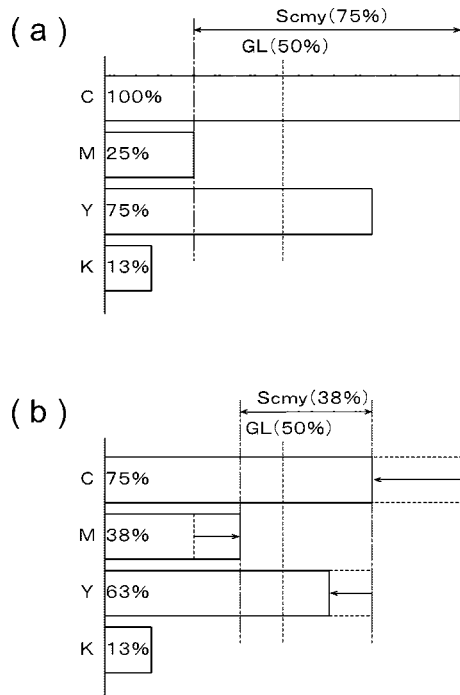 (a)
Scmy(75%)
GL(50%)
C 100%
M 25%
Y 75%
K 13%
(b)
Scmy(38%)
GL(50%)
C 75%
M 38%
Y 63%
K 13%